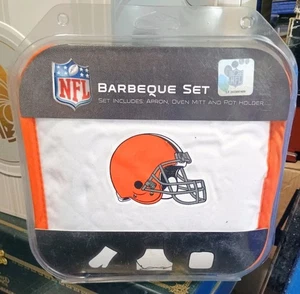 NFL
BARBEQUE SET
SET INCLUDES: APRON, OVEN MITT AND POT HOLDER